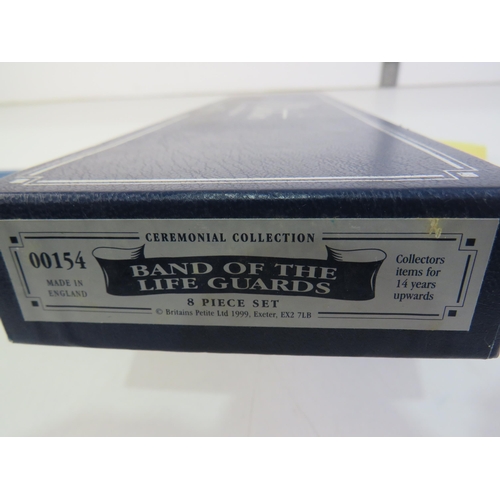 CEREMONIAL COLLECTION
00154
MADE IN
ENGLAND
BAND OF THE
LIFE GUARDS
8 PIECE SET
© Britains Petite Ltd 1999, Exeter, EX2 7LB
Collectors
items for
14 years
upwards